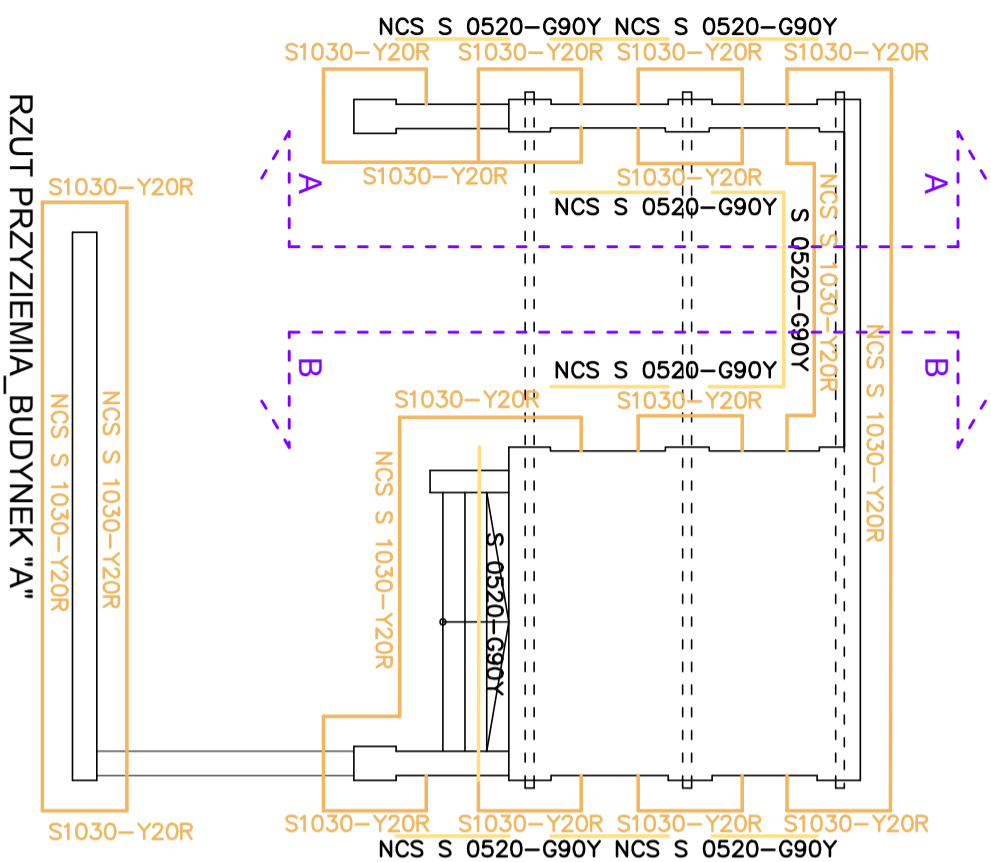 NCS S 0520-G90Y NCS S 0520-G90Y
S1030-Y20R S1030-Y20R S1030-Y20R S1030-Y20R
S1030-Y20R S1030-Y20R
NCS S 0520-G90Y
A
A
S 0520-G90Y
NCS S 1030-Y20R
NCS S 1030-Y20R
B
B
NCS S 0520-G90Y
S1030-Y20R S1030-Y20R
S1030-Y20R
NCS S 1030-Y20R
NCS S 1030-Y20R
NCS S 1030-Y20R
S 0520-G90Y
S1030-Y20R
S1030-Y20R S1030-Y20R S1030-Y20R S1030-Y20R
NCS S 0520-G90Y NCS S 0520-G90Y
RZUT PRZYZIEMA_BUDYNEK "A"